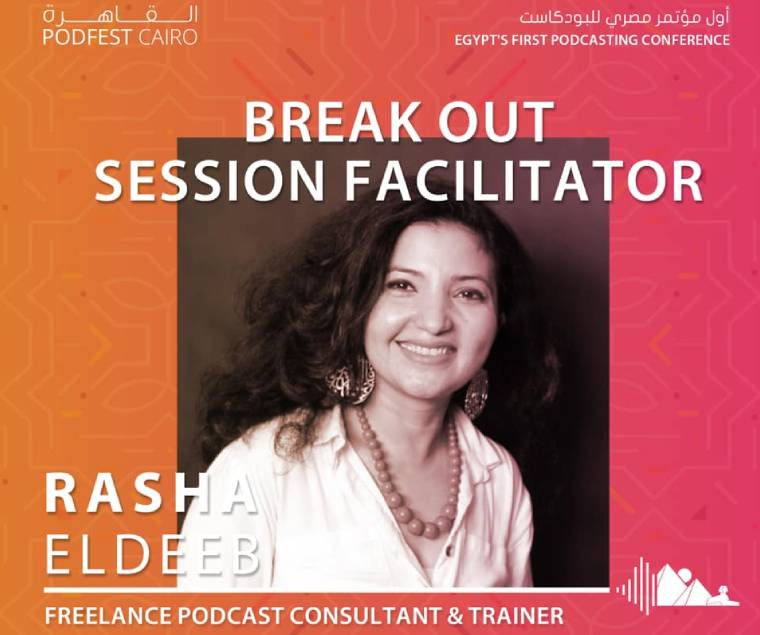 القاهرة
PODFEST CAIRO
أول مؤتمر مصري للبودكاست
EGYPT'S FIRST PODCASTING CONFERENCE
BREAK OUT
SESSION FACILITATOR
RASHA
ELDEEB
FREELANCE PODCAST CONSULTANT & TRAINER